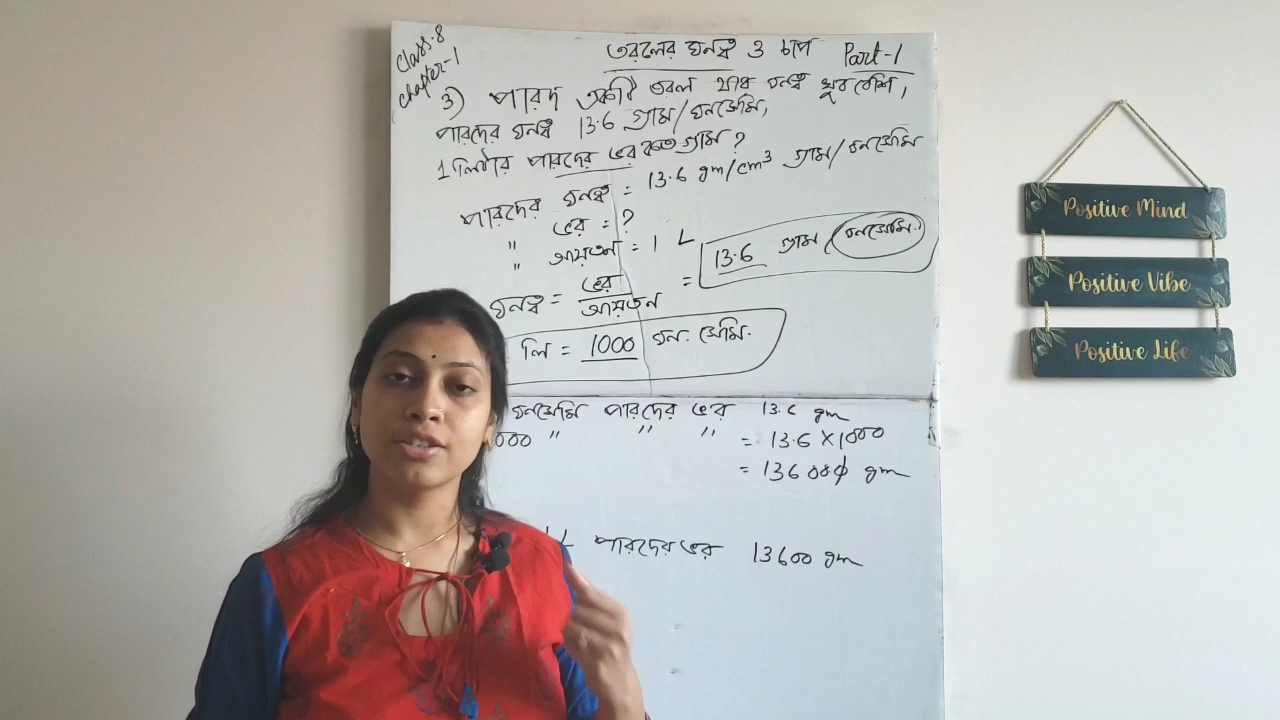 Class-8
Chapter-1
তরলের ঘনত্ব ও চাপ Part-1
3) পারদ একটি তরল যার ঘনত্ব খুব বেশি,
পারদের ঘনত্ব 13.6 গ্রাম/ঘনসেমি,
1 লিটার পারদের ভর কত গ্রাম?
পারদের ঘনত্ব = 13.6 gm/cm³ গ্রাম/ঘনসেমি
" ভর = ?
" আয়তন = 1 L
ঘনত্ব = ভর/আয়তন = 13.6 গ্রাম/ঘনসেমি.
লি = 1000 ঘন. সেমি.
ঘনসেমি পারদের ভর 13.6 gm
000 " " " = 13.6 X 1000
= 136000 gm
L পারদের ভর 13600 gm
Positive Mind
Positive Vibe
Positive Life